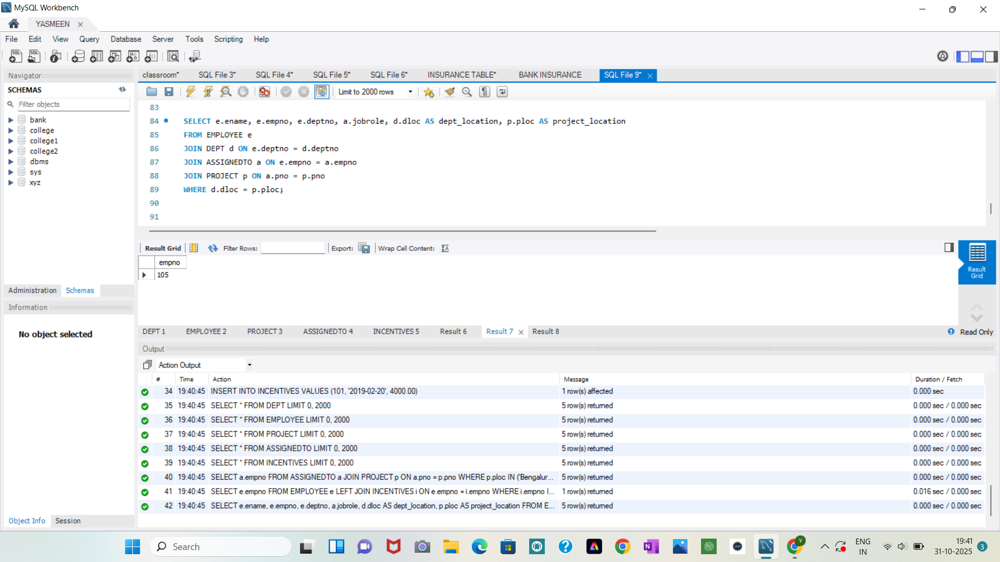 MySQL Workbench
YASMEEN
File Edit View Query Database Server Tools Scripting Help
Navigator
SCHEMAS
Filter objects
bank
college
college1
college2
dbms
sys
xyz
Administration Schemas
Information
No object selected
Object Info Session
classroom* SQL File 3* SQL File 4* SQL File 5* SQL File 6* INSURANCE TABLE* BANK INSURANCE SQL File 9*
Limit to 2000 rows
83
84 SELECT e.ename, e.empno, e.deptno, a.jobrole, d.dloc AS dept_location, p.ploc AS project_location
85 FROM EMPLOYEE e
86 JOIN DEPT d ON e.deptno = d.deptno
87 JOIN ASSIGNEDTO a ON e.empno = a.empno
88 JOIN PROJECT p ON a.pno = p.pno
89 WHERE d.dloc = p.ploc;
90
91
Result Grid Filter Rows: Export: Wrap Cell Content:
empno
105
Result Grid
DEPT 1 EMPLOYEE 2 PROJECT 3 ASSIGNEDTO 4 INCENTIVES 5 Result 6 Result 7 Result 8 Read Only
Output
Action Output
# Time Action Message Duration / Fetch
34 19:40:45 INSERT INTO INCENTIVES VALUES (101, '2019-02-20', 4000.00) 1 row(s) affected 0.000 sec
35 19:40:45 SELECT * FROM DEPT LIMIT 0, 2000 5 row(s) returned 0.000 sec / 0.000 sec
36 19:40:45 SELECT * FROM EMPLOYEE LIMIT 0, 2000 5 row(s) returned 0.000 sec / 0.000 sec
37 19:40:45 SELECT * FROM PROJECT LIMIT 0, 2000 5 row(s) returned 0.000 sec / 0.000 sec
38 19:40:45 SELECT * FROM ASSIGNEDTO LIMIT 0, 2000 5 row(s) returned 0.000 sec / 0.000 sec
39 19:40:45 SELECT * FROM INCENTIVES LIMIT 0, 2000 5 row(s) returned 0.000 sec / 0.000 sec
40 19:40:45 SELECT a.empno FROM ASSIGNEDTO a JOIN PROJECT p ON a.pno = p.pno WHERE p.ploc IN ('Bengalur... 5 row(s) returned 0.000 sec / 0.000 sec
41 19:40:45 SELECT e.empno FROM EMPLOYEE e LEFT JOIN INCENTIVES i ON e.empno = i.empno WHERE i.empno I... 1 row(s) returned 0.016 sec / 0.000 sec
42 19:40:45 SELECT e.ename, e.empno, e.deptno, a.jobrole, d.dloc AS dept_location, p.ploc AS project_location FROM E... 5 row(s) returned 0.000 sec / 0.000 sec
Search
ENG
IN
19:41
31-10-2025
3